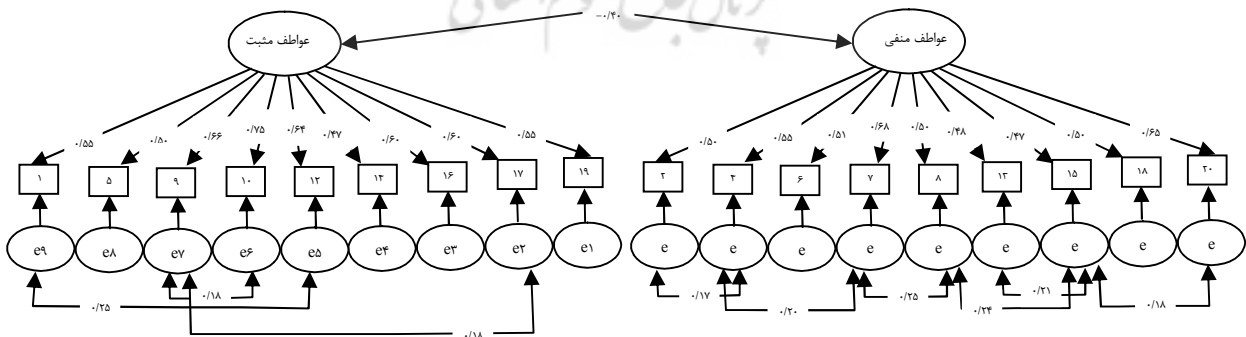 -۰/۴۰
عواطف مثبت
عواطف منفی
۰/۵۵ ۰/۵۰ ۰/۶۶ ۰/۷۵ ۰/۶۴ ۰/۴۷ ۰/۶۰ ۰/۶۰ ۰/۵۵
۰/۵۰ ۰/۵۵ ۰/۵۱ ۰/۶۸ ۰/۵۰ ۰/۴۸ ۰/۴۷ ۰/۵۰ ۰/۶۵
۱ ۵ ۹ ۱۰ ۱۲ ۱۴ ۱۶ ۱۷ ۱۹
۲ ۴ ۶ ۷ ۸ ۱۳ ۱۵ ۱۸ ۲۰
e۹ e۸ e۷ e۶ e۵ e۴ e۳ e۲ e۱
e e e e e e e e e
۰/۱۸
۰/۲۵
۰/۱۸
۰/۱۷ ۰/۲۵ ۰/۲۱
۰/۲۰ ۰/۲۴ ۰/۱۸